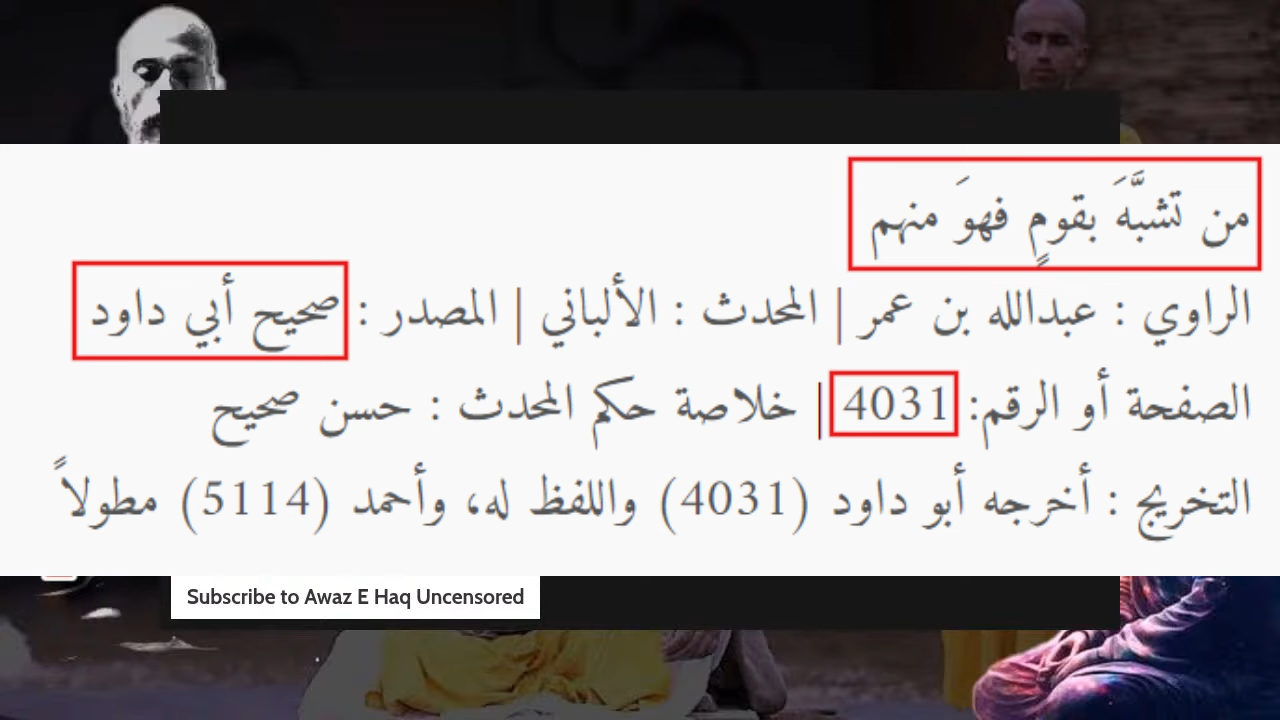 من تشبَّهَ بقومٍ فهوَ منهم
الراوي : عبدالله بن عمر | المحدث : الألباني | المصدر : صحيح أبي داود
الصفحة أو الرقم: 4031 | خلاصة حكم المحدث : حسن صحيح
التخريج : أخرجه أبو داود (4031) واللفظ له، وأحمد (5114) مطولاً
Subscribe to Awaz E Haq Uncensored